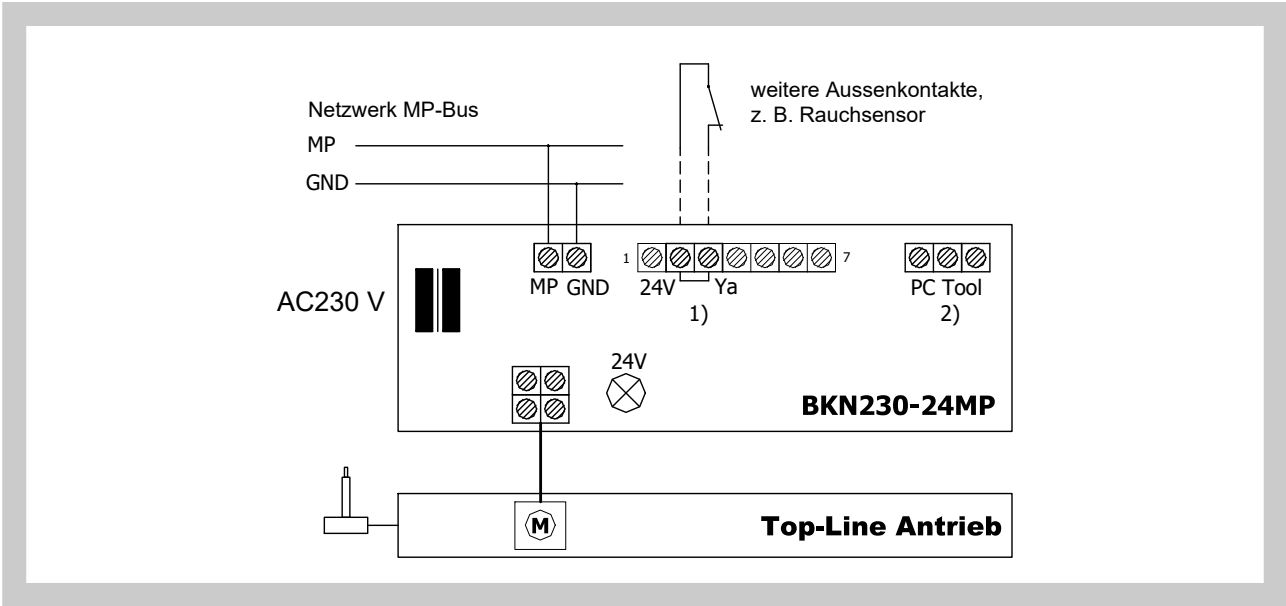 Netzwerk MP-Bus
MP
GND
weitere Aussenkontakte,
z. B. Rauchsensor
AC230 V
MP GND
1
7
24V
Ya
1)
PC Tool
2)
24V
BKN230-24MP
M
Top-Line Antrieb